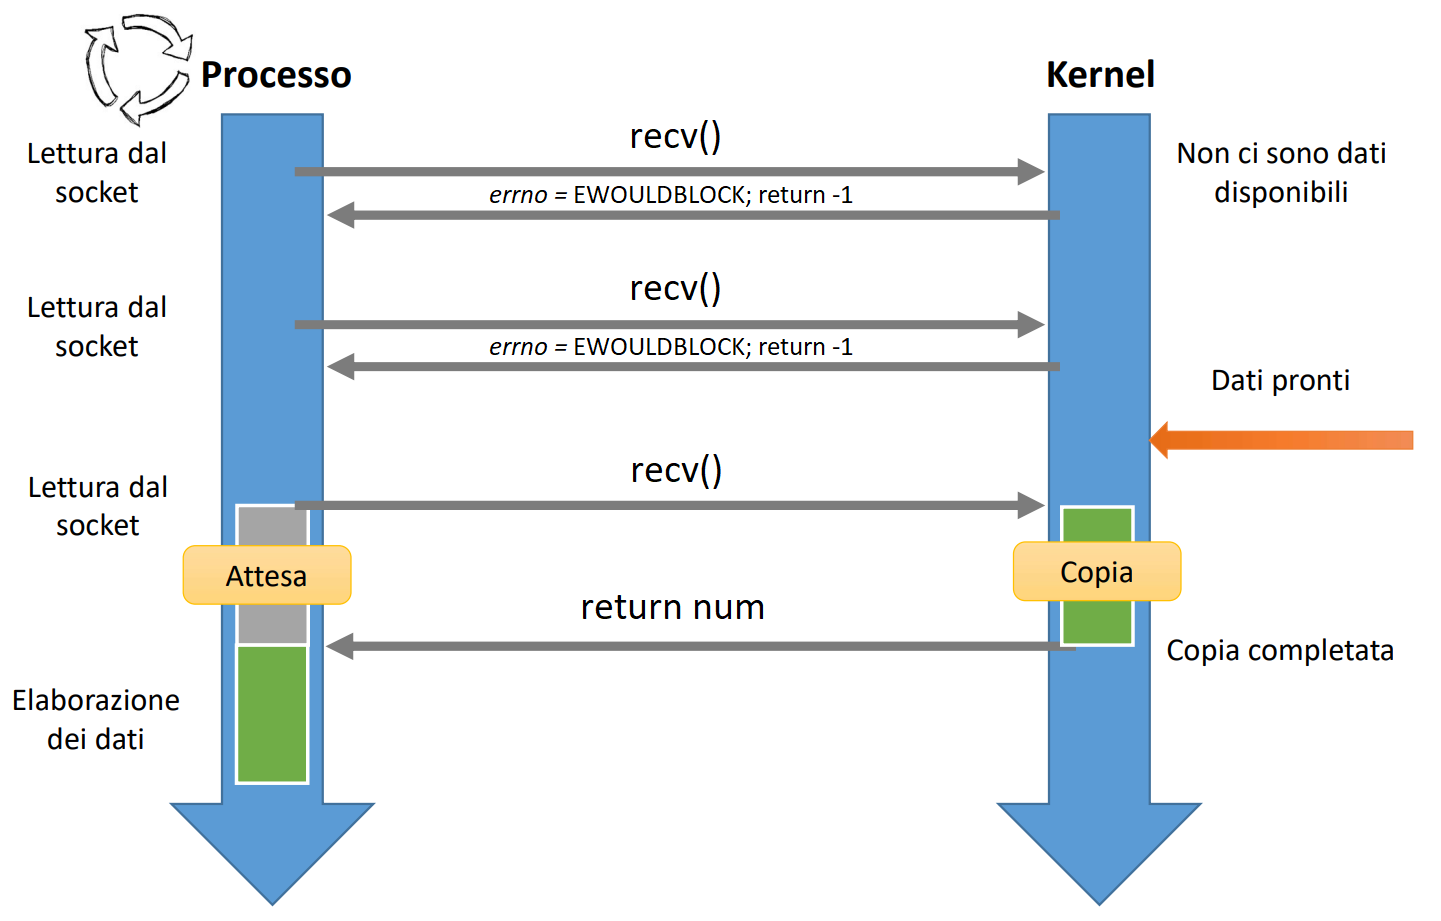 Processo
Kernel
recv()
Lettura dal
socket
Non ci sono dati
disponibili
errno = EWOULDBLOCK; return -1
recv()
Lettura dal
socket
errno = EWOULDBLOCK; return -1
Dati pronti
recv()
Lettura dal
socket
Attesa
Copia
return num
Copia completata
Elaborazione
dei dati